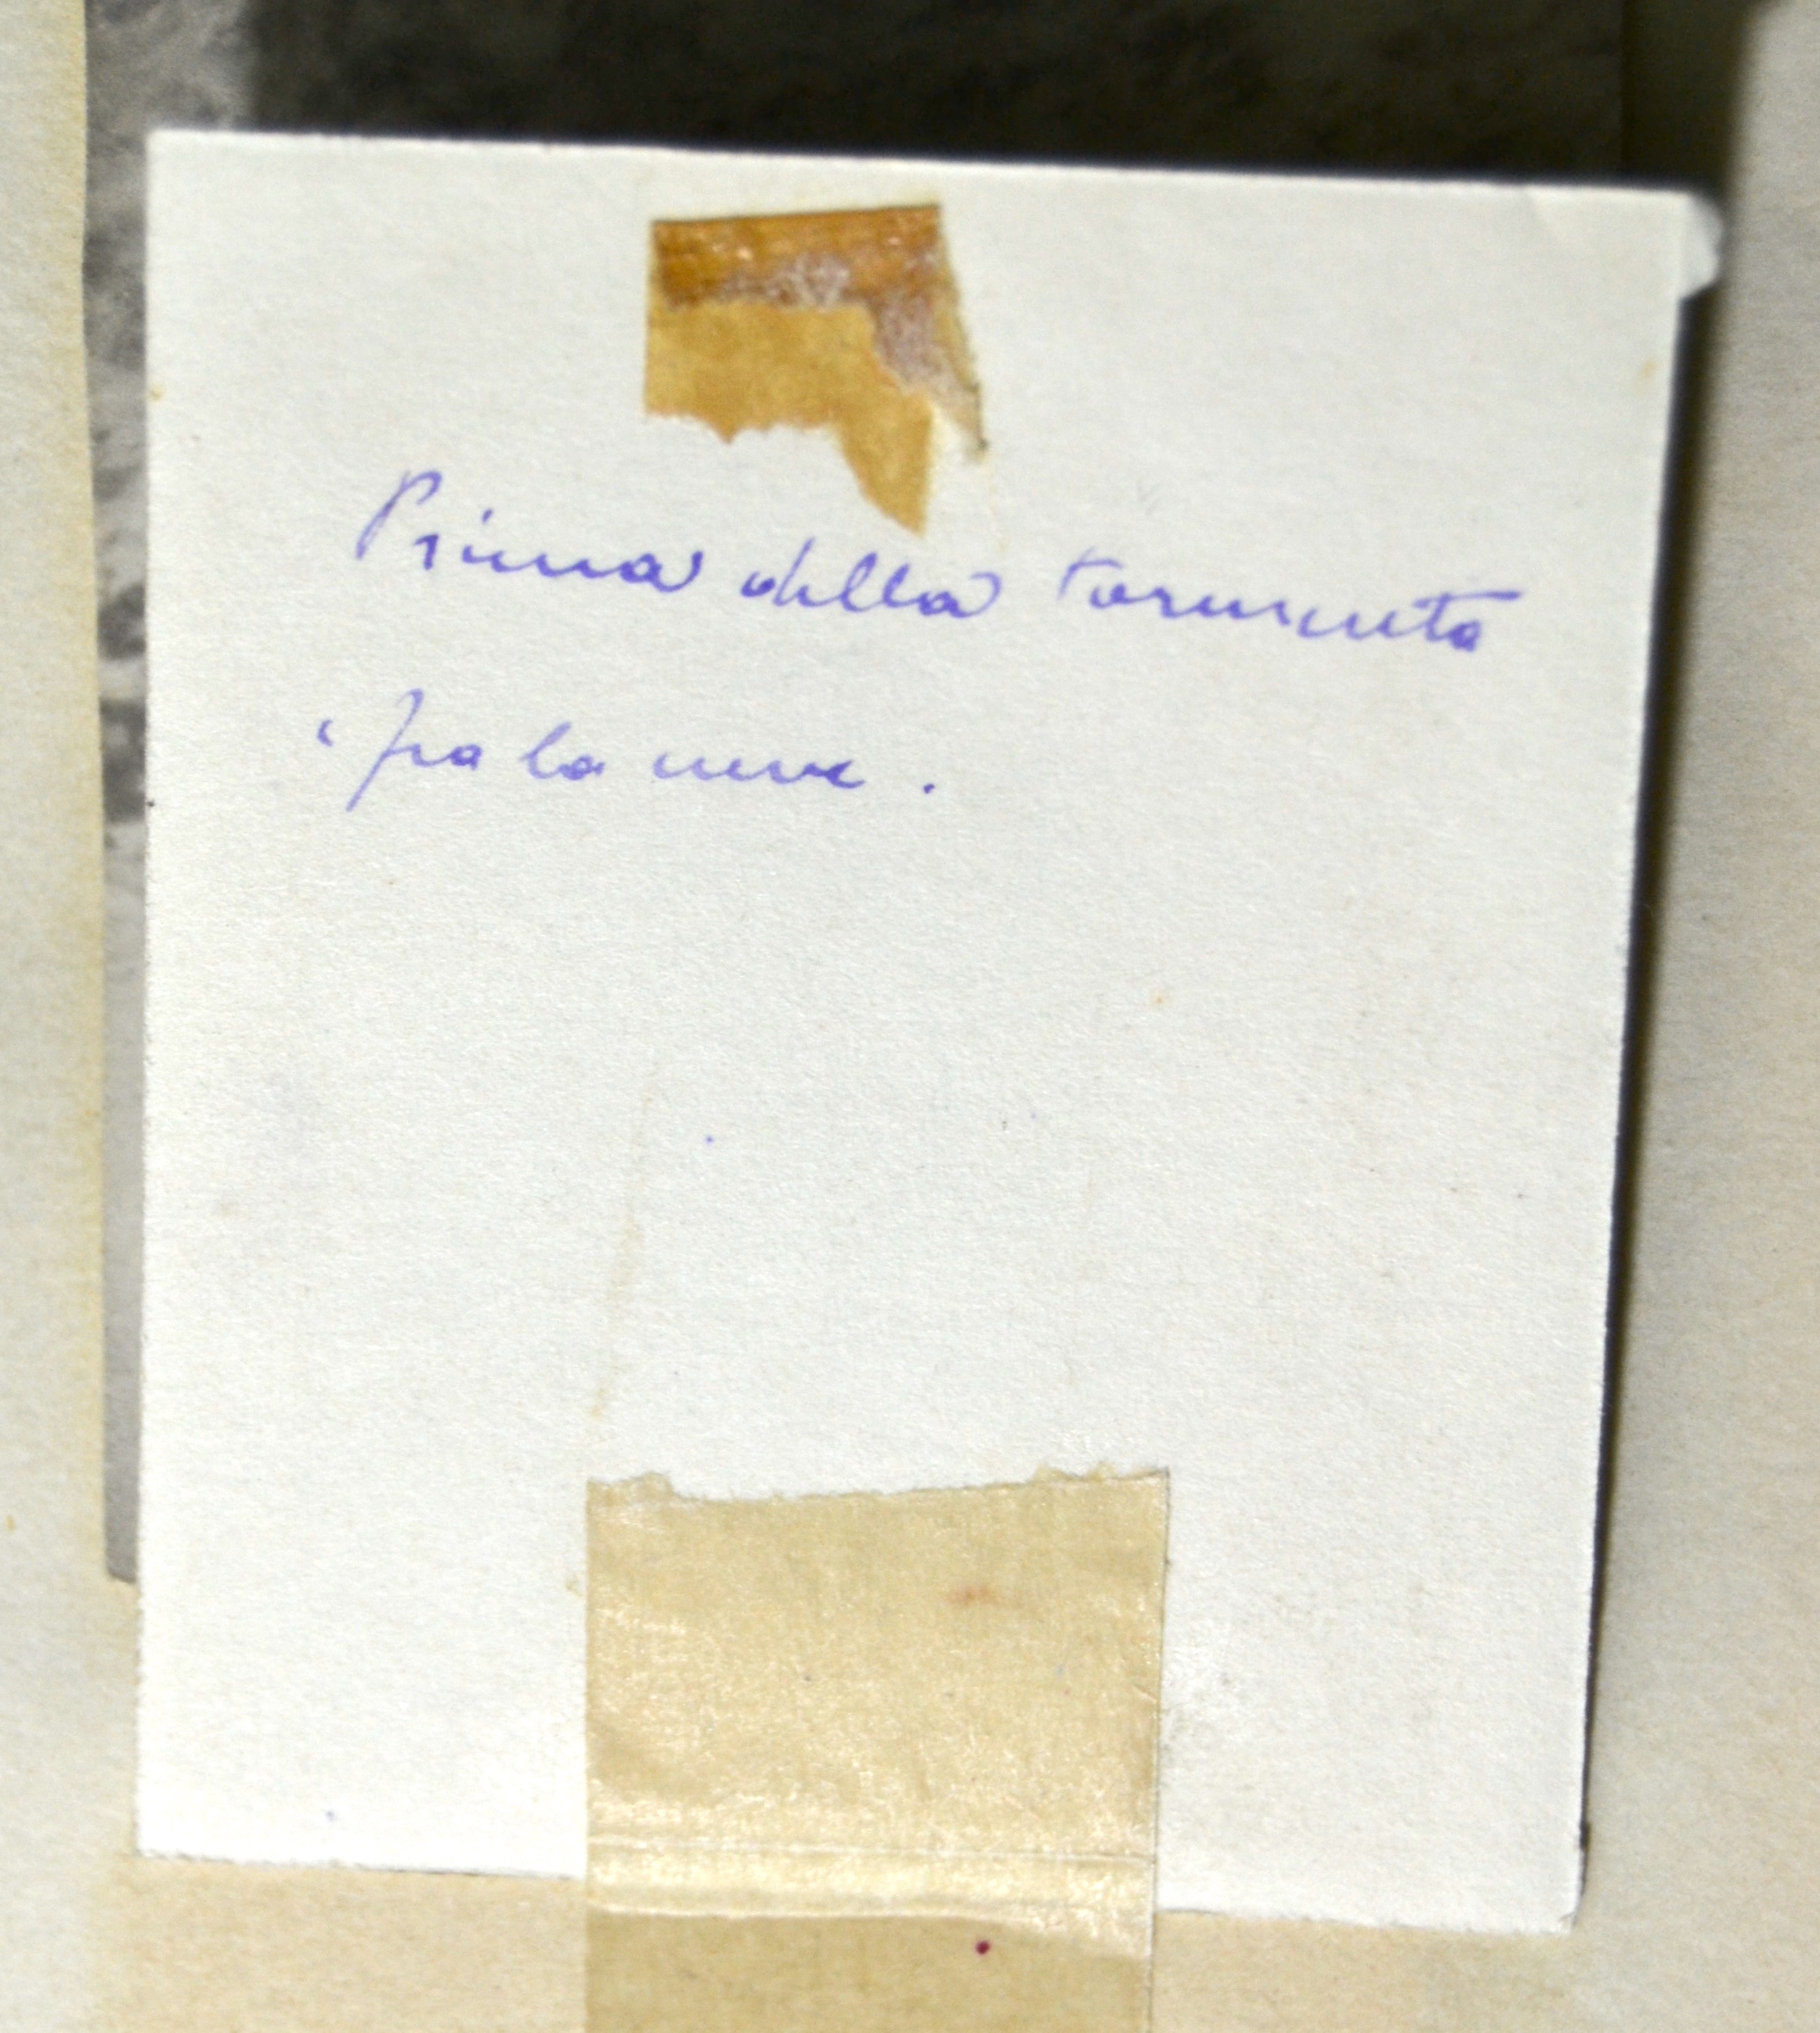 Prima della tormenta
fra la neve.